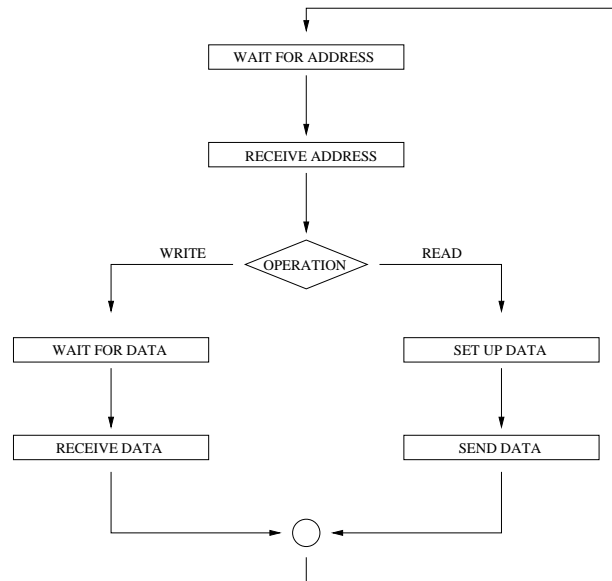 WAIT FOR ADDRESS
RECEIVE ADDRESS
WRITE
OPERATION
READ
WAIT FOR DATA
SET UP DATA
RECEIVE DATA
SEND DATA